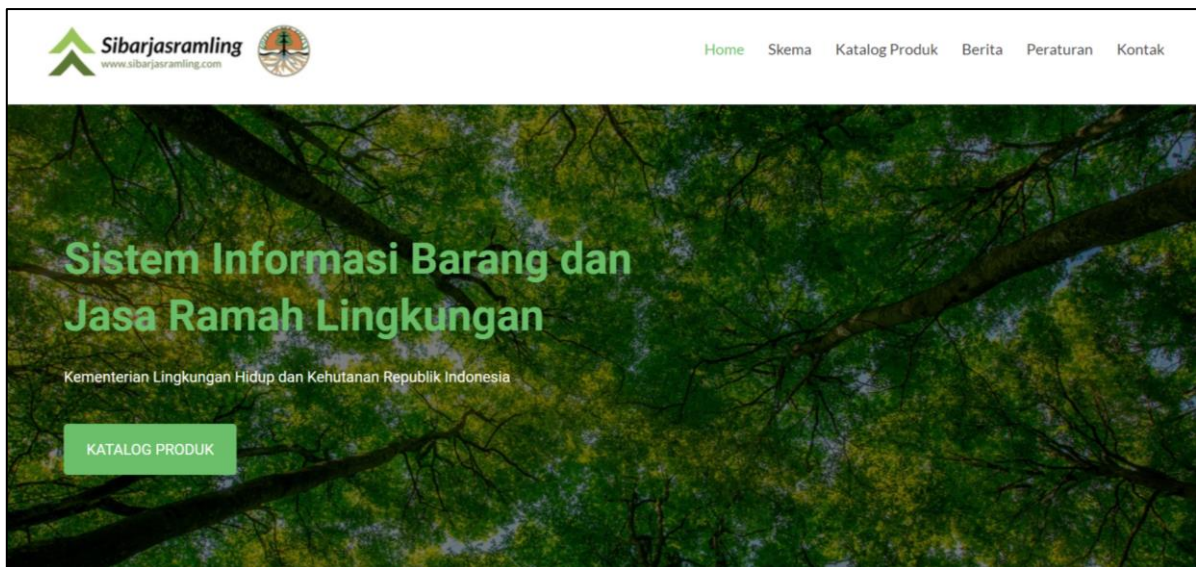 Sibarjasramling
www.sibarjasramling.com
Home Skema Katalog Produk Berita Peraturan Kontak
Sistem Informasi Barang dan
Jasa Ramah Lingkungan
Kementerian Lingkungan Hidup dan Kehutanan Republik Indonesia
KATALOG PRODUK